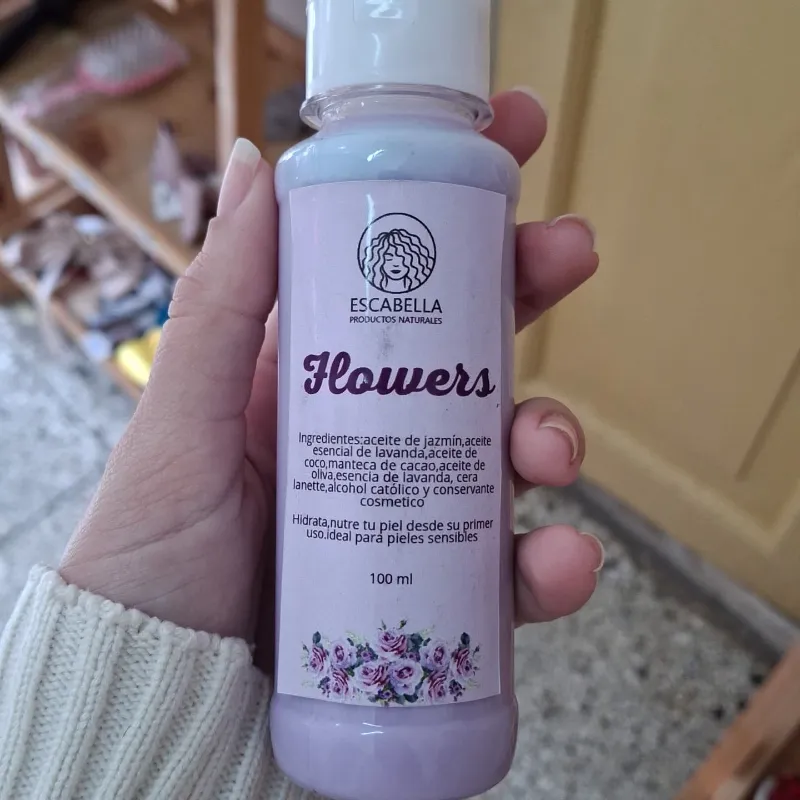 ESCABELLA
PRODUCTOS NATURALES
Flowers
Ingredientes:aceite de jazmín,aceite
esencial de lavanda,aceite de
coco,manteca de cacao,aceite de
oliva,esencia de lavanda, cera
lanette,alcohol católico y conservante
cosmetico
Hidrata,nutre tu piel desde su primer
uso.ideal para pieles sensibles
100 ml